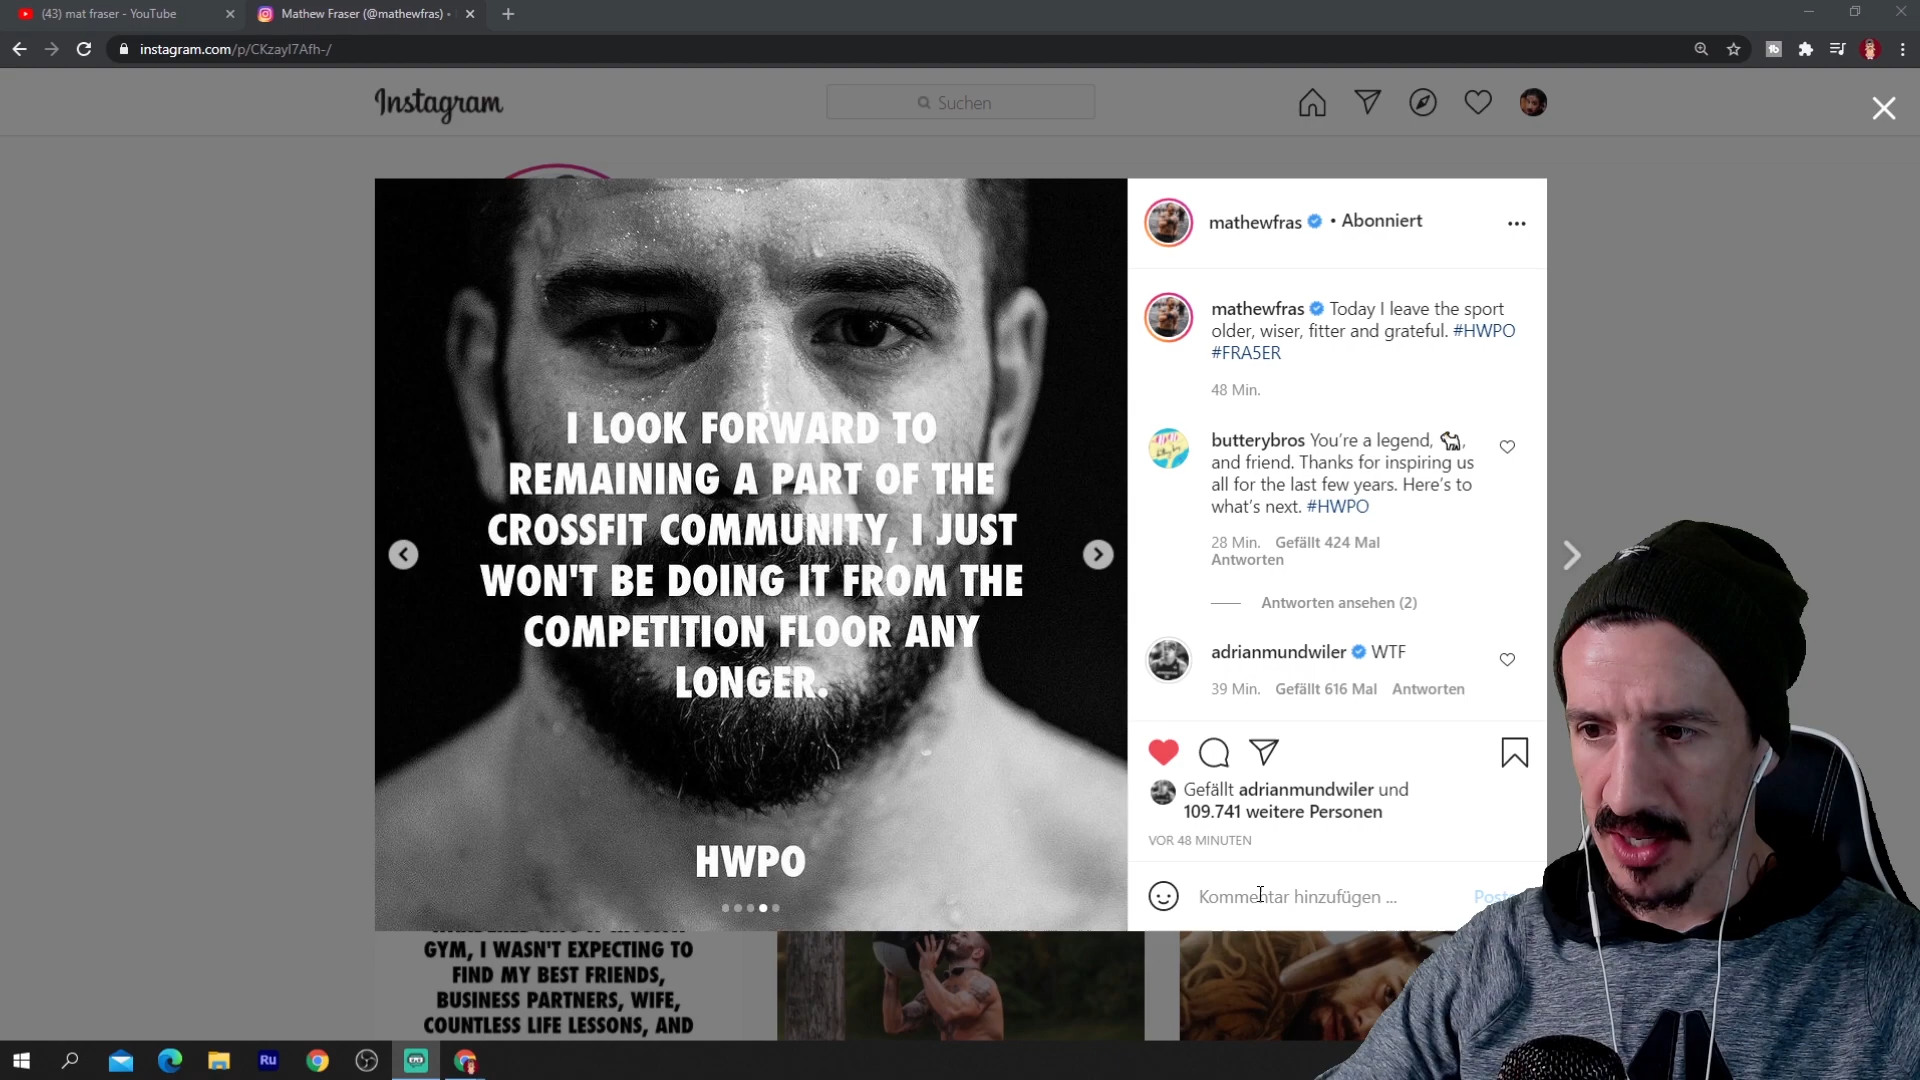 (43) mat fraser - YouTube
Mathew Fraser (@mathewfras) •
instagram.com/p/CKzayI7Afh-/
Instagram
Suchen
I LOOK FORWARD TO
REMAINING A PART OF THE
CROSSFIT COMMUNITY, I JUST
WON'T BE DOING IT FROM THE
COMPETITION FLOOR ANY
LONGER.
HWPO
mathewfras • Abonniert
mathewfras Today I leave the sport
older, wiser, fitter and grateful. #HWPO
#FRA5ER
48 Min.
butterybros You're a legend, 🐐,
and friend. Thanks for inspiring us
all for the last few years. Here's to
what's next. #HWPO
28 Min. Gefällt 424 Mal
Antworten
Antworten ansehen (2)
adrianmundwiler WTF
39 Min. Gefällt 616 Mal Antworten
Gefällt adrianmundwiler und
109.741 weitere Personen
VOR 48 MINUTEN
Kommentar hinzufügen ...
GYM, I WASN'T EXPECTING TO
FIND MY BEST FRIENDS,
BUSINESS PARTNERS, WIFE,
COUNTLESS LIFE LESSONS, AND
Ru